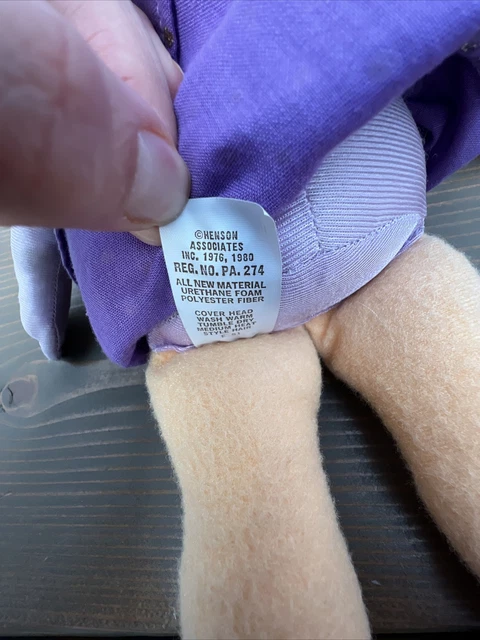 ©HENSON
ASSOCIATES
INC. 1976, 1980
REG. NO. PA. 274
ALL NEW MATERIAL
URETHANE FOAM
POLYESTER FIBER
COVER HEAD
WASH WARM
TUMBLE DRY
MEDIUM HEAT
STYLE HAIR